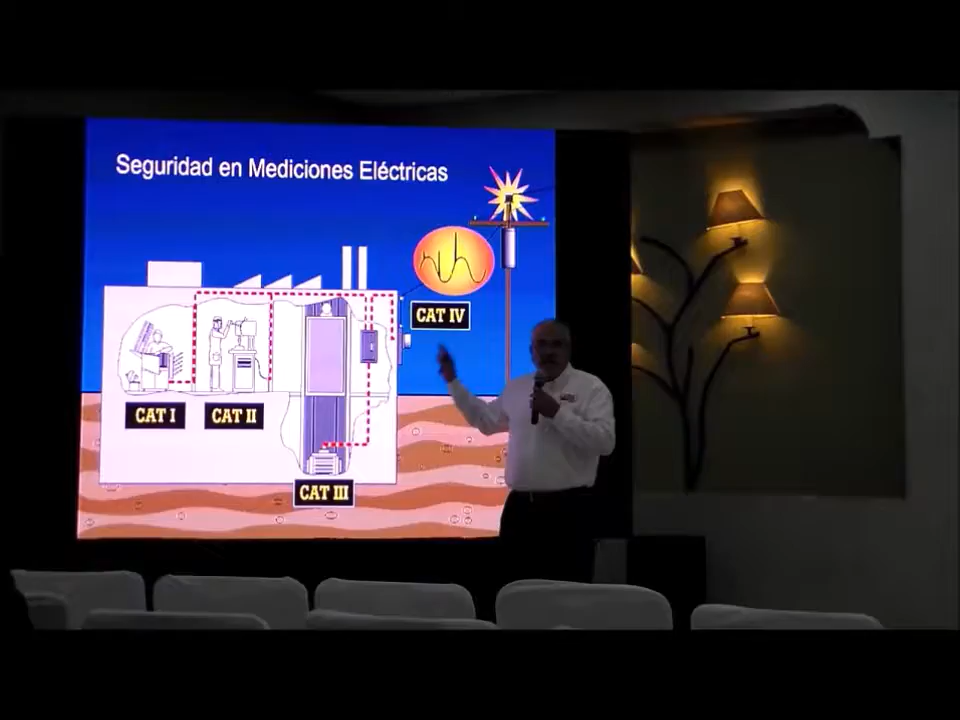 Seguridad en Mediciones Eléctricas
CAT IV
CAT I
CAT II
CAT III